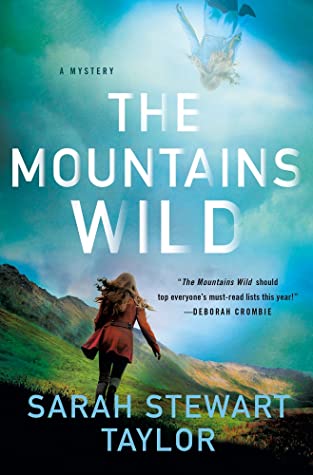 A MYSTERY
THE
MOUNTAINS
WILD
"The Mountains Wild should
top everyone's must-read lists this year!"
—DEBORAH CROMBIE
SARAH STEWART
TAYLOR